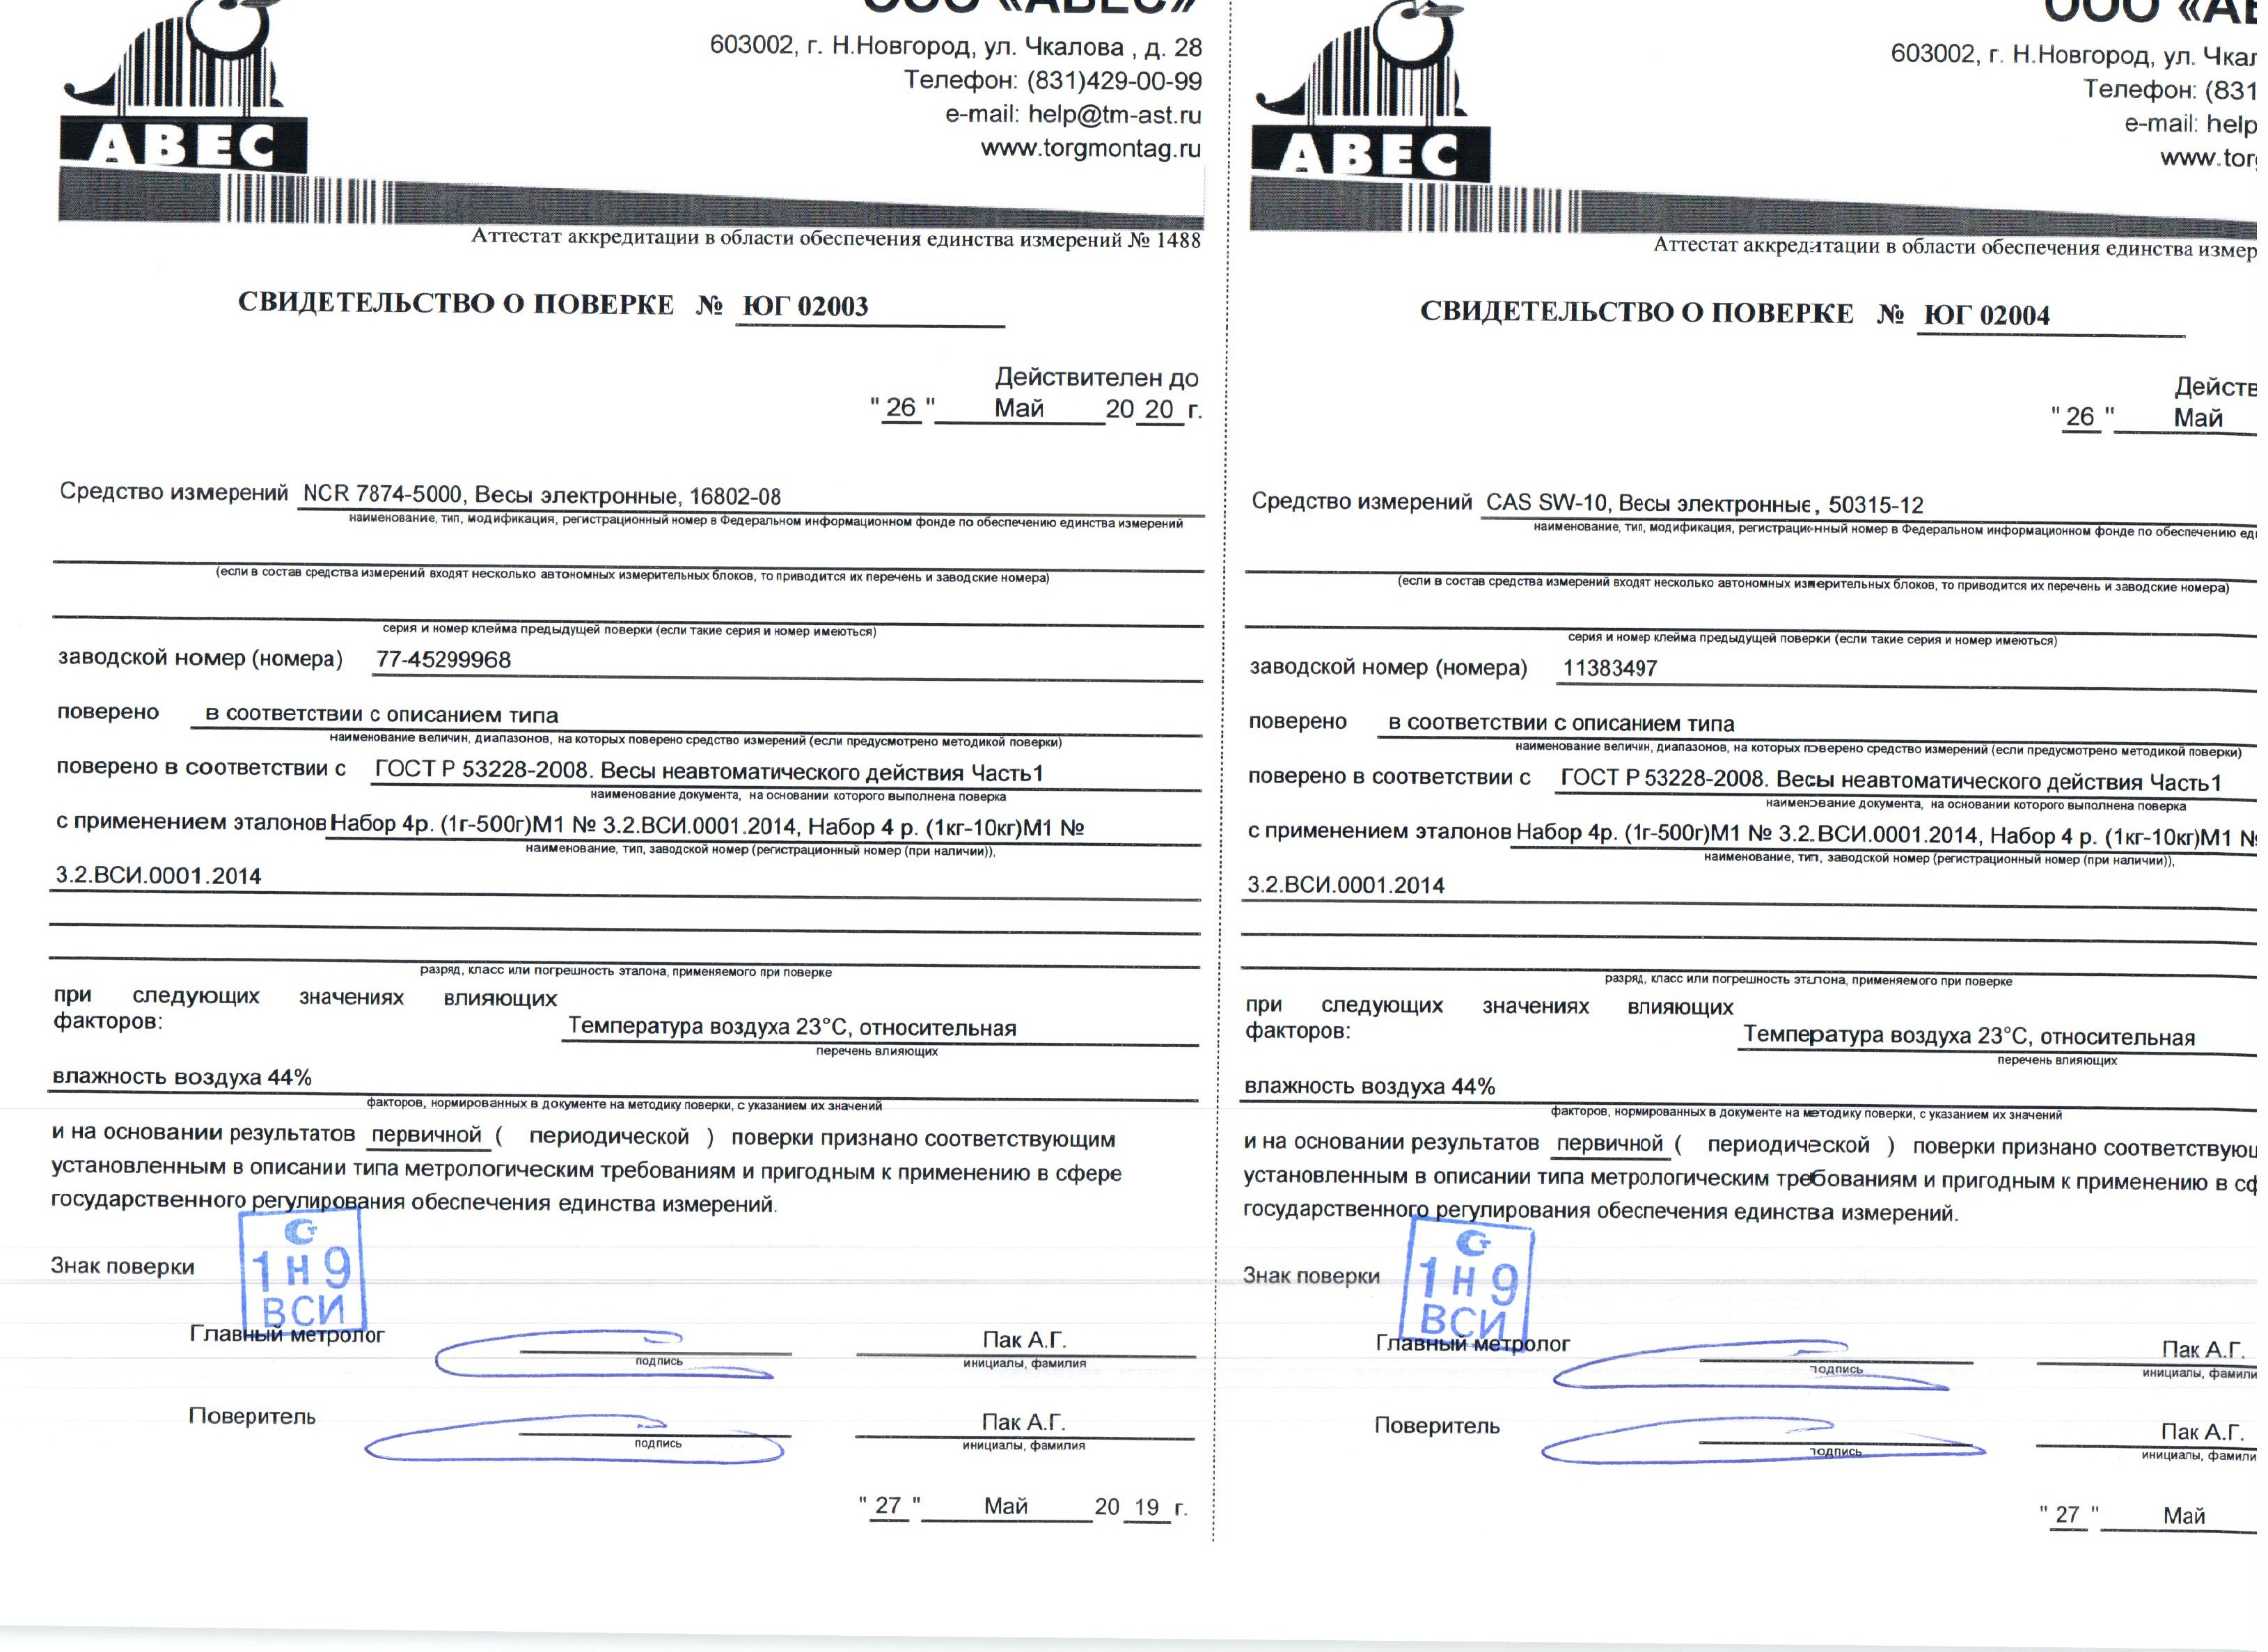 ООО «АВЕС»
603002, г. Н.Новгород, ул. Чкалова , д. 28
Телефон: (831)429-00-99
e-mail: help@tm-ast.ru
www.torgmontag.ru
АВЕС
Аттестат аккредитации в области обеспечения единства измерений № 1488
СВИДЕТЕЛЬСТВО О ПОВЕРКЕ № ЮГ 02003
Действителен до
" 26 " Май 20 20 г.
Средство измерений NCR 7874-5000, Весы электронные, 16802-08
наименование, тип, модификация, регистрационный номер в Федеральном информационном фонде по обеспечению единства измерений
(если в состав средства измерений входят несколько автономных измерительных блоков, то приводится их перечень и заводские номера)
серия и номер клейма предыдущей поверки (если такие серия и номер имеються)
заводской номер (номера) 77-45299968
поверено в соответствии с описанием типа
наименование величин, диапазонов, на которых поверено средство измерений (если предусмотрено методикой поверки)
поверено в соответствии с ГОСТ Р 53228-2008. Весы неавтоматического действия Часть1
наименование документа, на основании которого выполнена поверка
с применением эталонов Набор 4р. (1г-500г)М1 № 3.2.ВСИ.0001.2014, Набор 4 р. (1кг-10кг)М1 №
наименование, тип, заводской номер (регистрационный номер (при наличии)),
3.2.ВСИ.0001.2014
разряд, класс или погрешность эталона, применяемого при поверке
при следующих значениях влияющих
факторов: Температура воздуха 23°С, относительная
перечень влияющих
влажность воздуха 44%
факторов, нормированных в документе на методику поверки, с указанием их значений
и на основании результатов первичной ( периодической ) поверки признано соответствующим
установленным в описании типа метрологическим требованиям и пригодным к применению в сфере
государственного регулирования обеспечения единства измерений.
Знак поверки
1 Н 9
ВСИ
Главный метролог Пак А.Г.
подпись инициалы, фамилия
Поверитель Пак А.Г.
подпись инициалы, фамилия
" 27 " Май 20 19 г.
ООО «АВ
603002, г. Н.Новгород, ул. Чкал
Телефон: (831
e-mail: help
www.torg
АВЕС
Аттестат аккредитации в области обеспечения единства измер
СВИДЕТЕЛЬСТВО О ПОВЕРКЕ № ЮГ 02004
Действ
" 26 " Май
Средство измерений CAS SW-10, Весы электронные, 50315-12
наименование, тип, модификация, регистрационный номер в Федеральном информационном фонде по обеспечению еди
(если в состав средства измерений входят несколько автономных измерительных блоков, то приводится их перечень и заводские номера)
серия и номер клейма предыдущей поверки (если такие серия и номер имеються)
заводской номер (номера) 11383497
поверено в соответствии с описанием типа
наименование величин, диапазонов, на которых поверено средство измерений (если предусмотрено методикой поверки)
поверено в соответствии с ГОСТ Р 53228-2008. Весы неавтоматического действия Часть1
наименование документа, на основании которого выполнена поверка
с применением эталонов Набор 4р. (1г-500г)М1 № 3.2.ВСИ.0001.2014, Набор 4 р. (1кг-10кг)М1 №
наименование, тип, заводской номер (регистрационный номер (при наличии)),
3.2.ВСИ.0001.2014
разряд, класс или погрешность эталона, применяемого при поверке
при следующих значениях влияющих
факторов: Температура воздуха 23°С, относительная
перечень влияющих
влажность воздуха 44%
факторов, нормированных в документе на методику поверки, с указанием их значений
и на основании результатов первичной ( периодической ) поверки признано соответствующ
установленным в описании типа метрологическим требованиям и пригодным к применению в сф
государственного регулирования обеспечения единства измерений.
Знак поверки
1 Н 9
ВСИ
Главный метролог Пак А.Г.
подпись инициалы, фамили
Поверитель Пак А.Г.
подпись инициалы, фамили
" 27 " Май